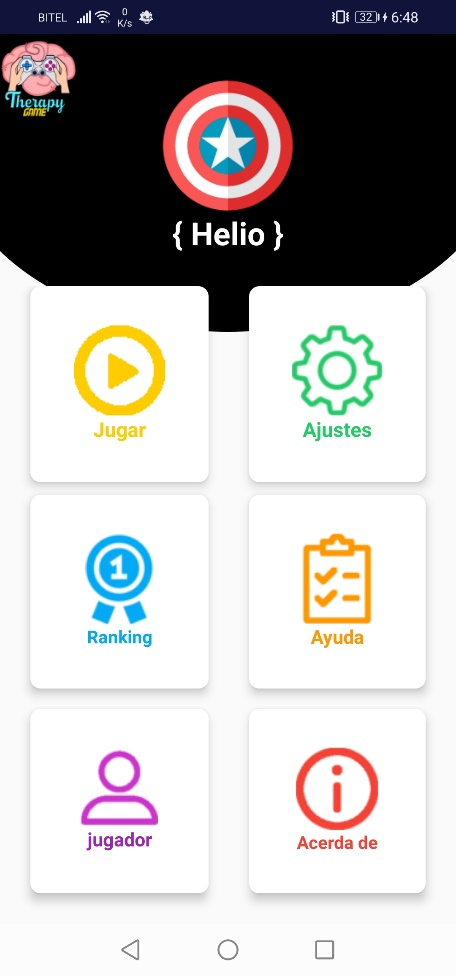 BITEL 0 K/s 32 6:48
Therapy
GAME
{ Helio }
Jugar
Ajustes
1
Ranking
Ayuda
jugador
Acerda de